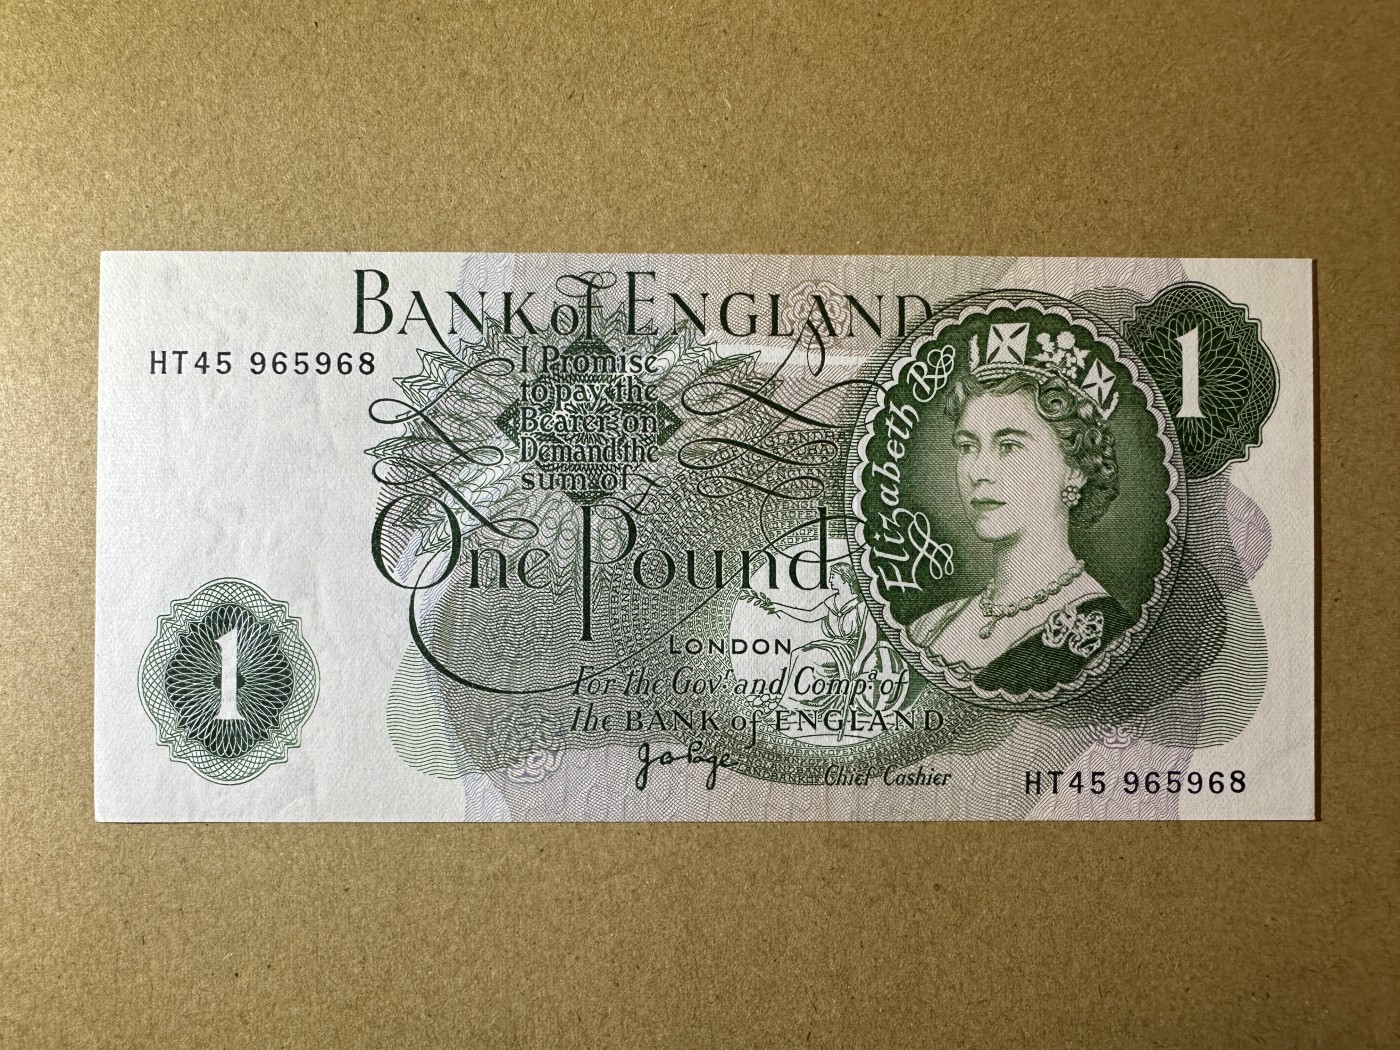 BANK of ENGLAND
HT45 965968
I Promise
to pay the
Bearer on
Demand the
sum of
One Pound
LONDON
For the Govr. and Compa. of
the BANK of ENGLAND
JB Page
Chief Cashier
Elizabeth R
1
1
HT45 965968